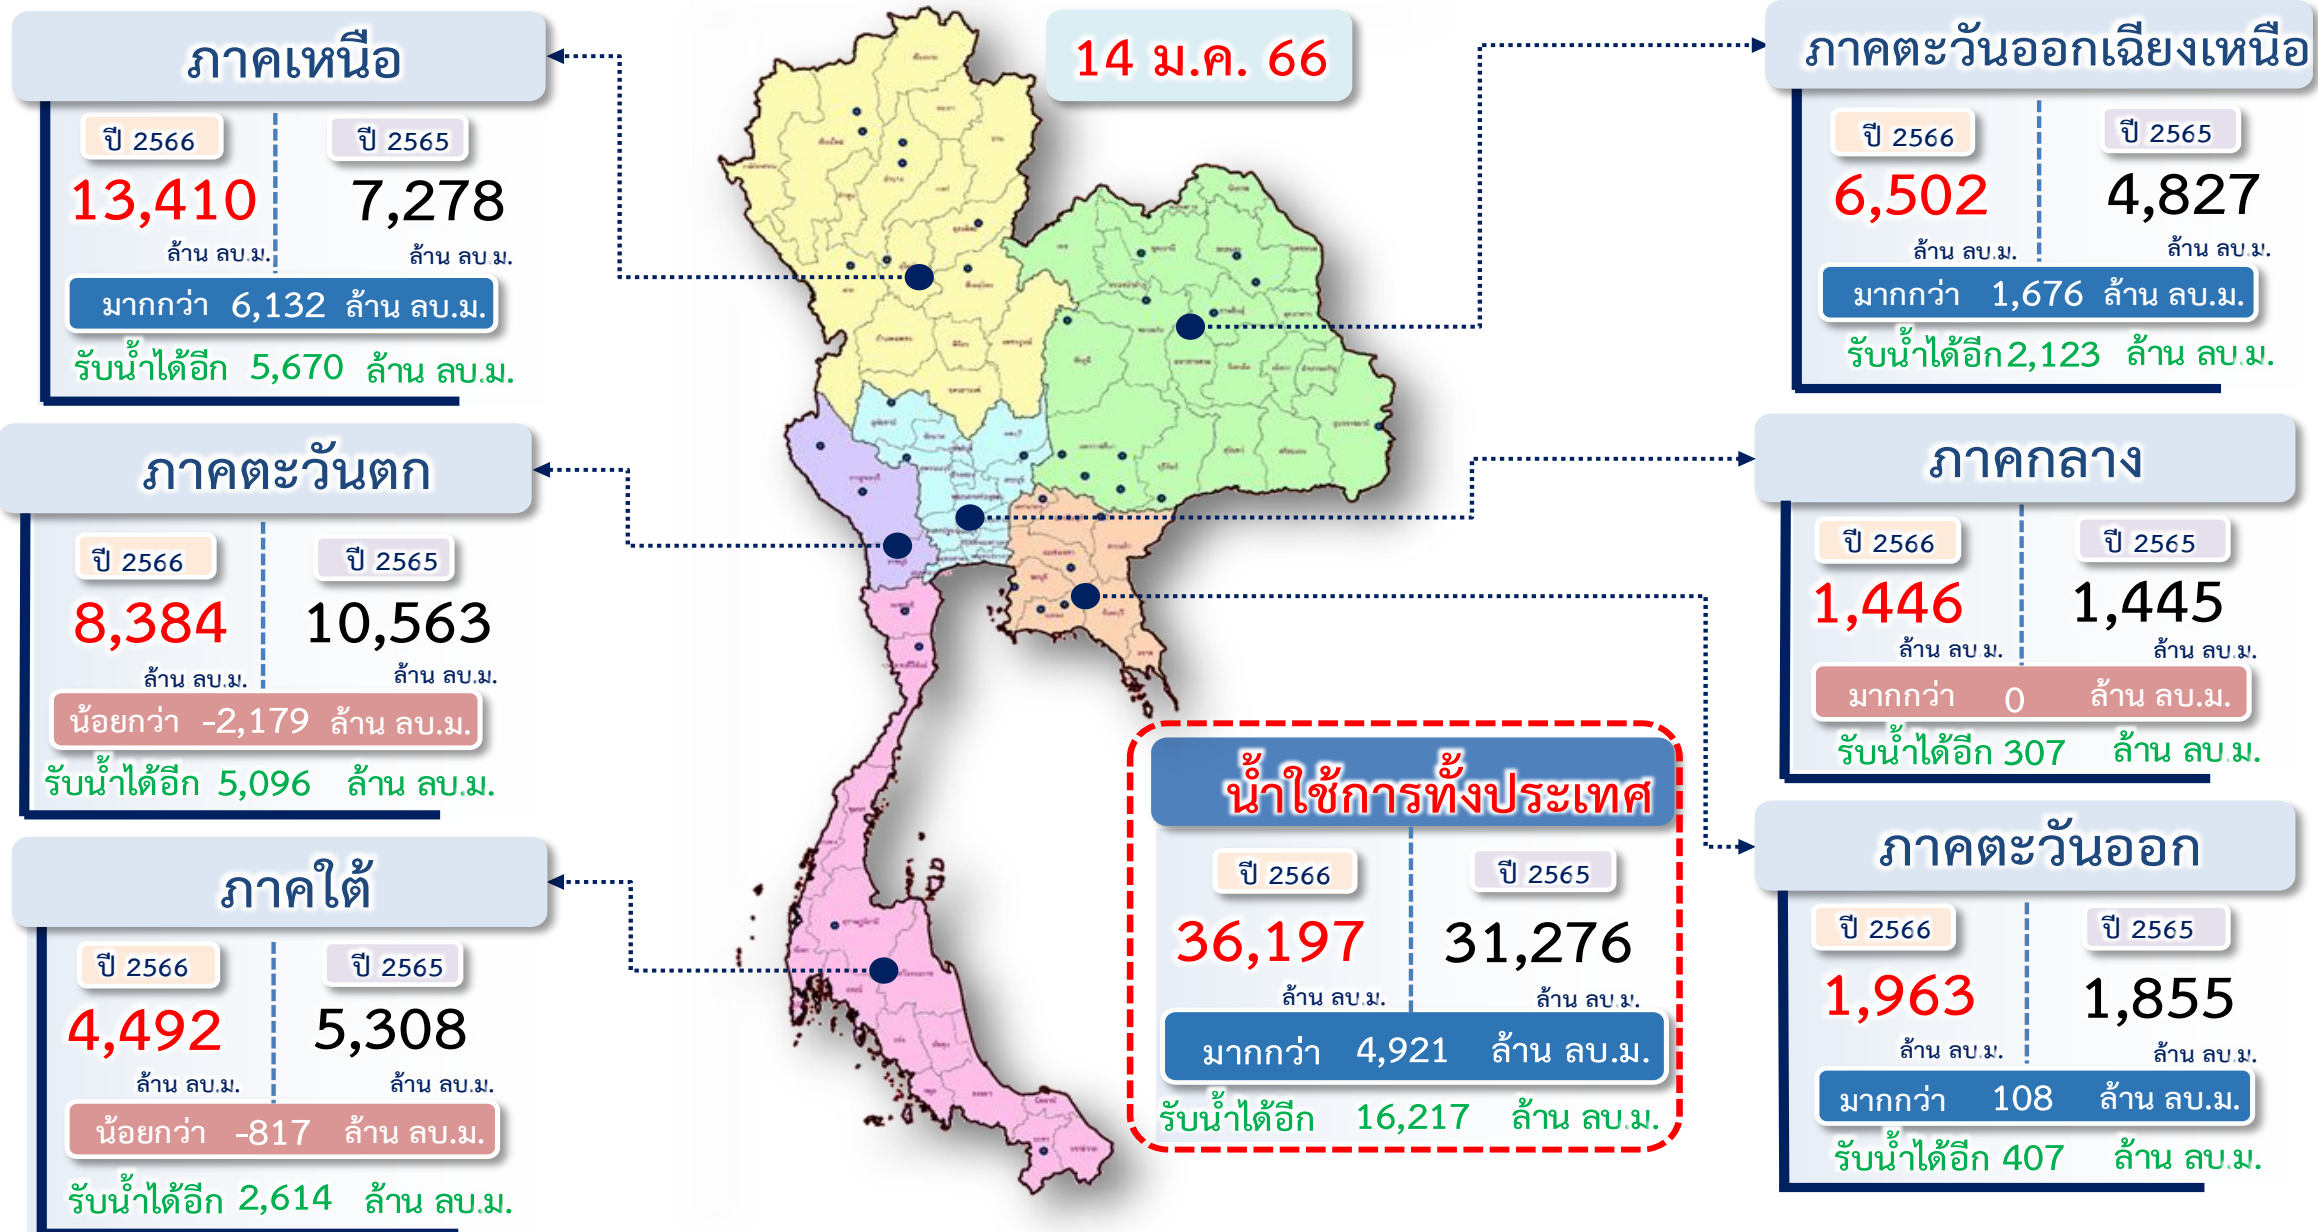 14 ม.ค. 66
ภาคเหนือ
ปี 2566
ปี 2565
13,410
7,278
ล้าน ลบ.ม.
ล้าน ลบ.ม.
มากกว่า 6,132 ล้าน ลบ.ม.
รับน้ำได้อีก 5,670 ล้าน ลบ.ม.
ภาคตะวันตก
ปี 2566
ปี 2565
8,384
10,563
ล้าน ลบ.ม.
ล้าน ลบ.ม.
น้อยกว่า -2,179 ล้าน ลบ.ม.
รับน้ำได้อีก 5,096 ล้าน ลบ.ม.
ภาคใต้
ปี 2566
ปี 2565
4,492
5,308
ล้าน ลบ.ม.
ล้าน ลบ.ม.
น้อยกว่า -817 ล้าน ลบ.ม.
รับน้ำได้อีก 2,614 ล้าน ลบ.ม.
น้ำใช้การทั้งประเทศ
ปี 2566
ปี 2565
36,197
31,276
ล้าน ลบ.ม.
ล้าน ลบ.ม.
มากกว่า 4,921 ล้าน ลบ.ม.
รับน้ำได้อีก 16,217 ล้าน ลบ.ม.
ภาคตะวันออกเฉียงเหนือ
ปี 2566
ปี 2565
6,502
4,827
ล้าน ลบ.ม.
ล้าน ลบ.ม.
มากกว่า 1,676 ล้าน ลบ.ม.
รับน้ำได้อีก 2,123 ล้าน ลบ.ม.
ภาคกลาง
ปี 2566
ปี 2565
1,446
1,445
ล้าน ลบ.ม.
ล้าน ลบ.ม.
มากกว่า 0 ล้าน ลบ.ม.
รับน้ำได้อีก 307 ล้าน ลบ.ม.
ภาคตะวันออก
ปี 2566
ปี 2565
1,963
1,855
ล้าน ลบ.ม.
ล้าน ลบ.ม.
มากกว่า 108 ล้าน ลบ.ม.
รับน้ำได้อีก 407 ล้าน ลบ.ม.